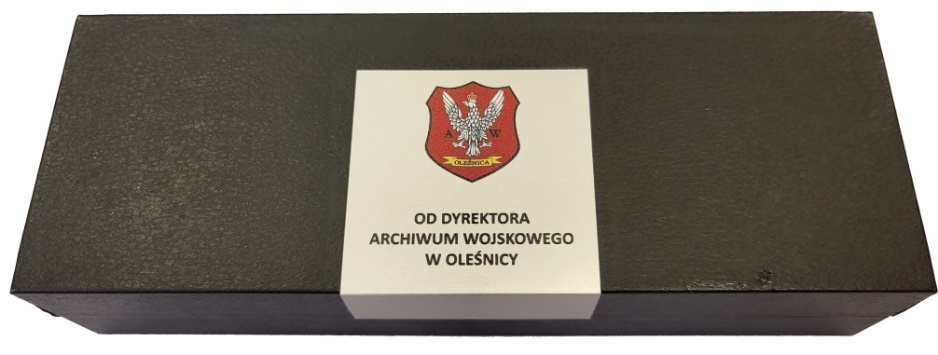 A W
OLEŚNICA
OD DYREKTORA
ARCHIWUM WOJSKOWEGO
W OLEŚNICY